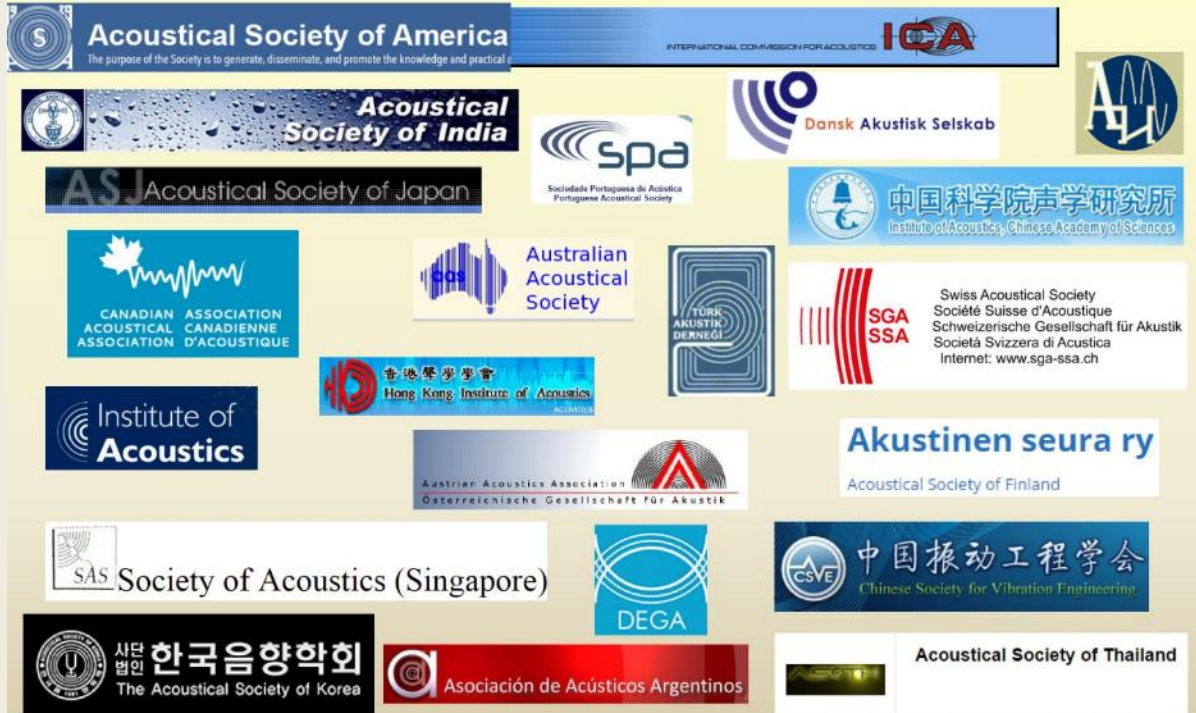 Acoustical Society of America
The purpose of the Society is to generate, disseminate, and promote the knowledge and practical
INTERNATIONAL COMMISSION FOR ACOUSTICS ICA
Acoustical
Society of India
spa
Sociedade Portuguesa de Acústica
Portuguese Acoustical Society
Dansk Akustisk Selskab
ASJ Acoustical Society of Japan
中国科学院声学研究所
Institute of Acoustics, Chinese Academy of Sciences
CANADIAN ASSOCIATION
ACOUSTICAL CANADIENNE
ASSOCIATION D'ACOUSTIQUE
aas
Australian
Acoustical
Society
TÜRK
AKUSTİK
DERNEĞİ
SGA
SSA
Swiss Acoustical Society
Société Suisse d'Acoustique
Schweizerische Gesellschaft für Akustik
Società Svizzera di Acustica
Internet: www.sga-ssa.ch
香港聲學學會
Hong Kong Institute of Acoustics
Institute of
Acoustics
Austrian Acoustics Association
Österreichische Gesellschaft für Akustik
Akustinen seura ry
Acoustical Society of Finland
SAS Society of Acoustics (Singapore)
DEGA
CSVE
中国振动工程学会
Chinese Society for Vibration Engineering
사단
법인 한국음향학회
The Acoustical Society of Korea
Asociación de Acústicos Argentinos
ASOTH
Acoustical Society of Thailand